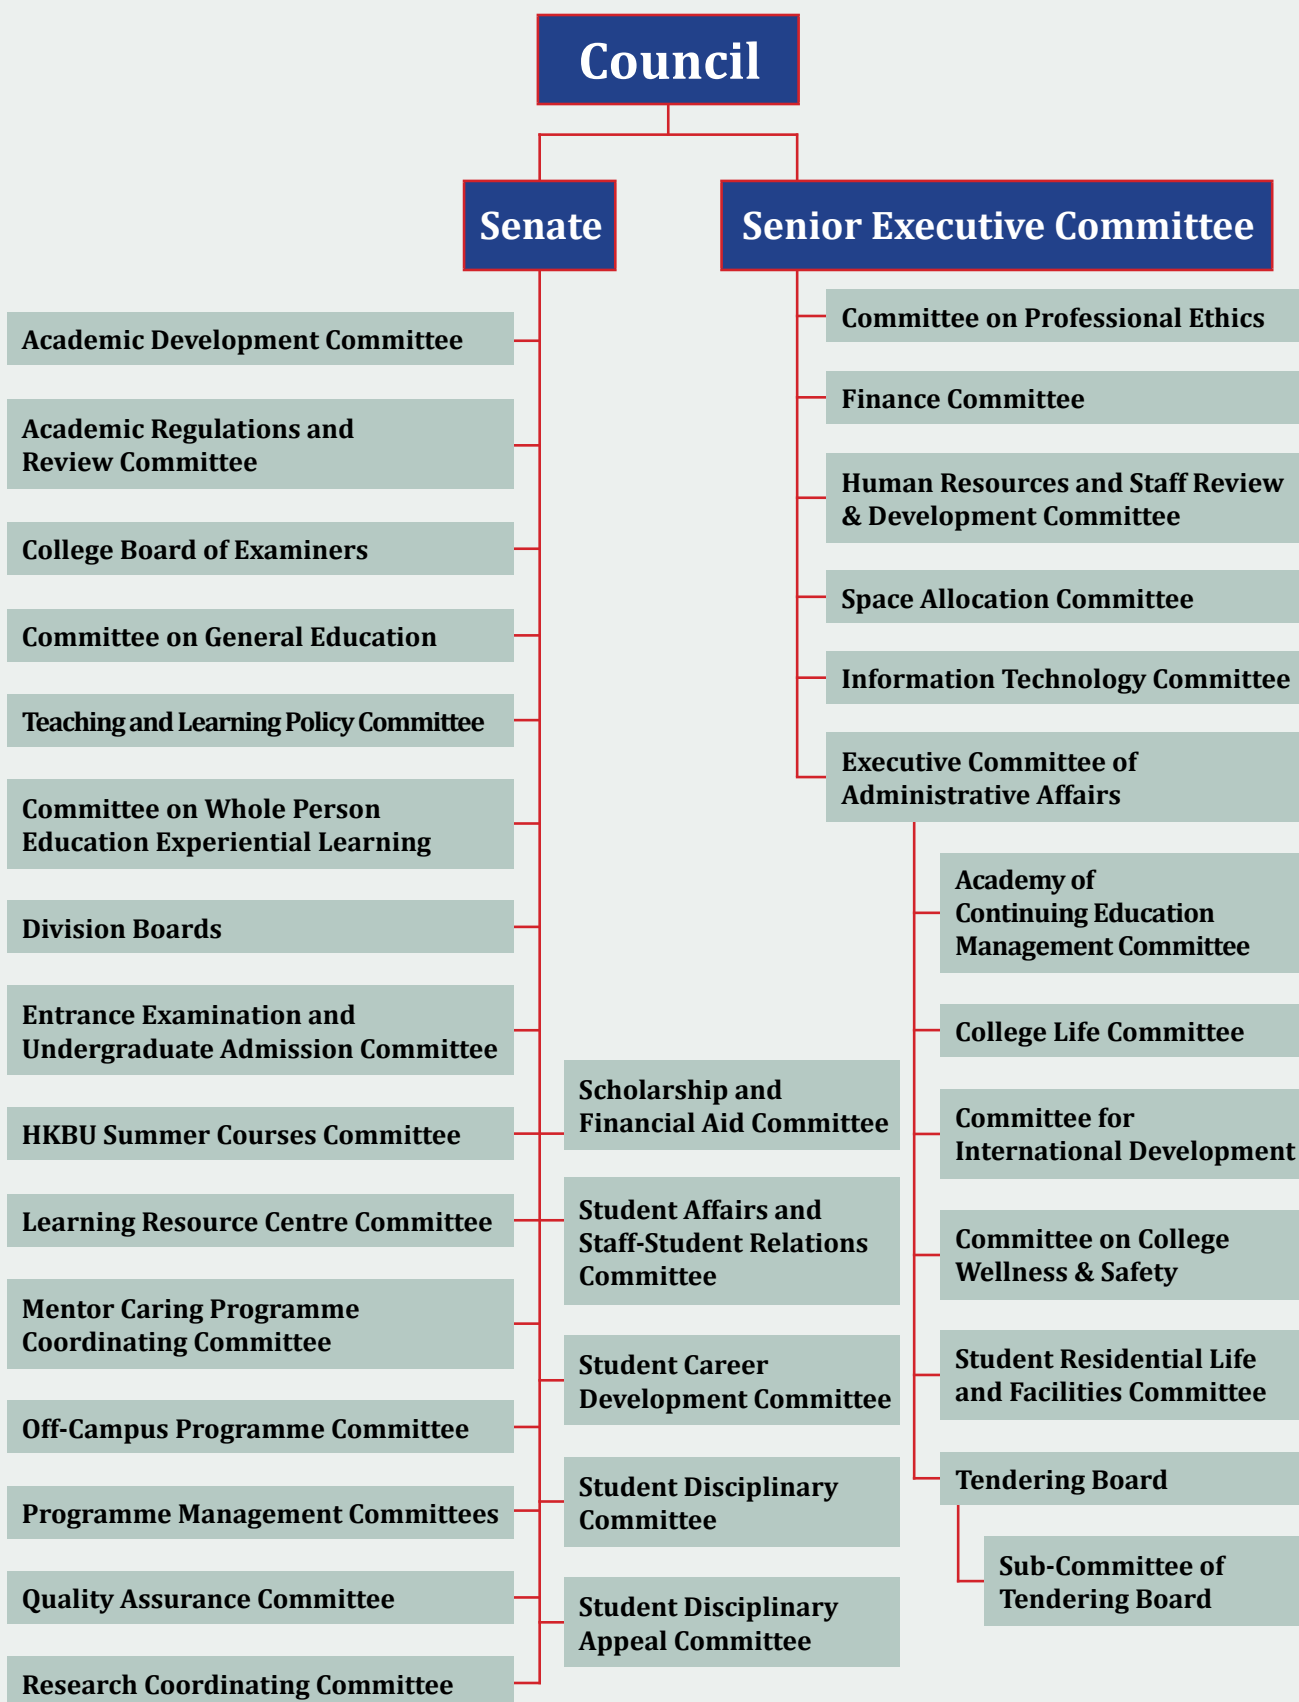 Council
Senate
Senior Executive Committee
Academic Development Committee
Academic Regulations and
Review Committee
College Board of Examiners
Committee on General Education
Teaching and Learning Policy Committee
Committee on Whole Person
Education Experiential Learning
Division Boards
Entrance Examination and
Undergraduate Admission Committee
HKBU Summer Courses Committee
Learning Resource Centre Committee
Mentor Caring Programme
Coordinating Committee
Off-Campus Programme Committee
Programme Management Committees
Quality Assurance Committee
Research Coordinating Committee
Scholarship and
Financial Aid Committee
Student Affairs and
Staff-Student Relations
Committee
Student Career
Development Committee
Student Disciplinary
Committee
Student Disciplinary
Appeal Committee
Committee on Professional Ethics
Finance Committee
Human Resources and Staff Review
& Development Committee
Space Allocation Committee
Information Technology Committee
Executive Committee of
Administrative Affairs
Academy of
Continuing Education
Management Committee
College Life Committee
Committee for
International Development
Committee on College
Wellness & Safety
Student Residential Life
and Facilities Committee
Tendering Board
Sub-Committee of
Tendering Board